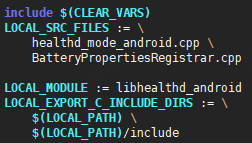 include $(CLEAR_VARS)
LOCAL_SRC_FILES := \
    healthd_mode_android.cpp \
    BatteryPropertiesRegistrar.cpp

LOCAL_MODULE := libhealthd_android
LOCAL_EXPORT_C_INCLUDE_DIRS := \
    $(LOCAL_PATH) \
    $(LOCAL_PATH)/include